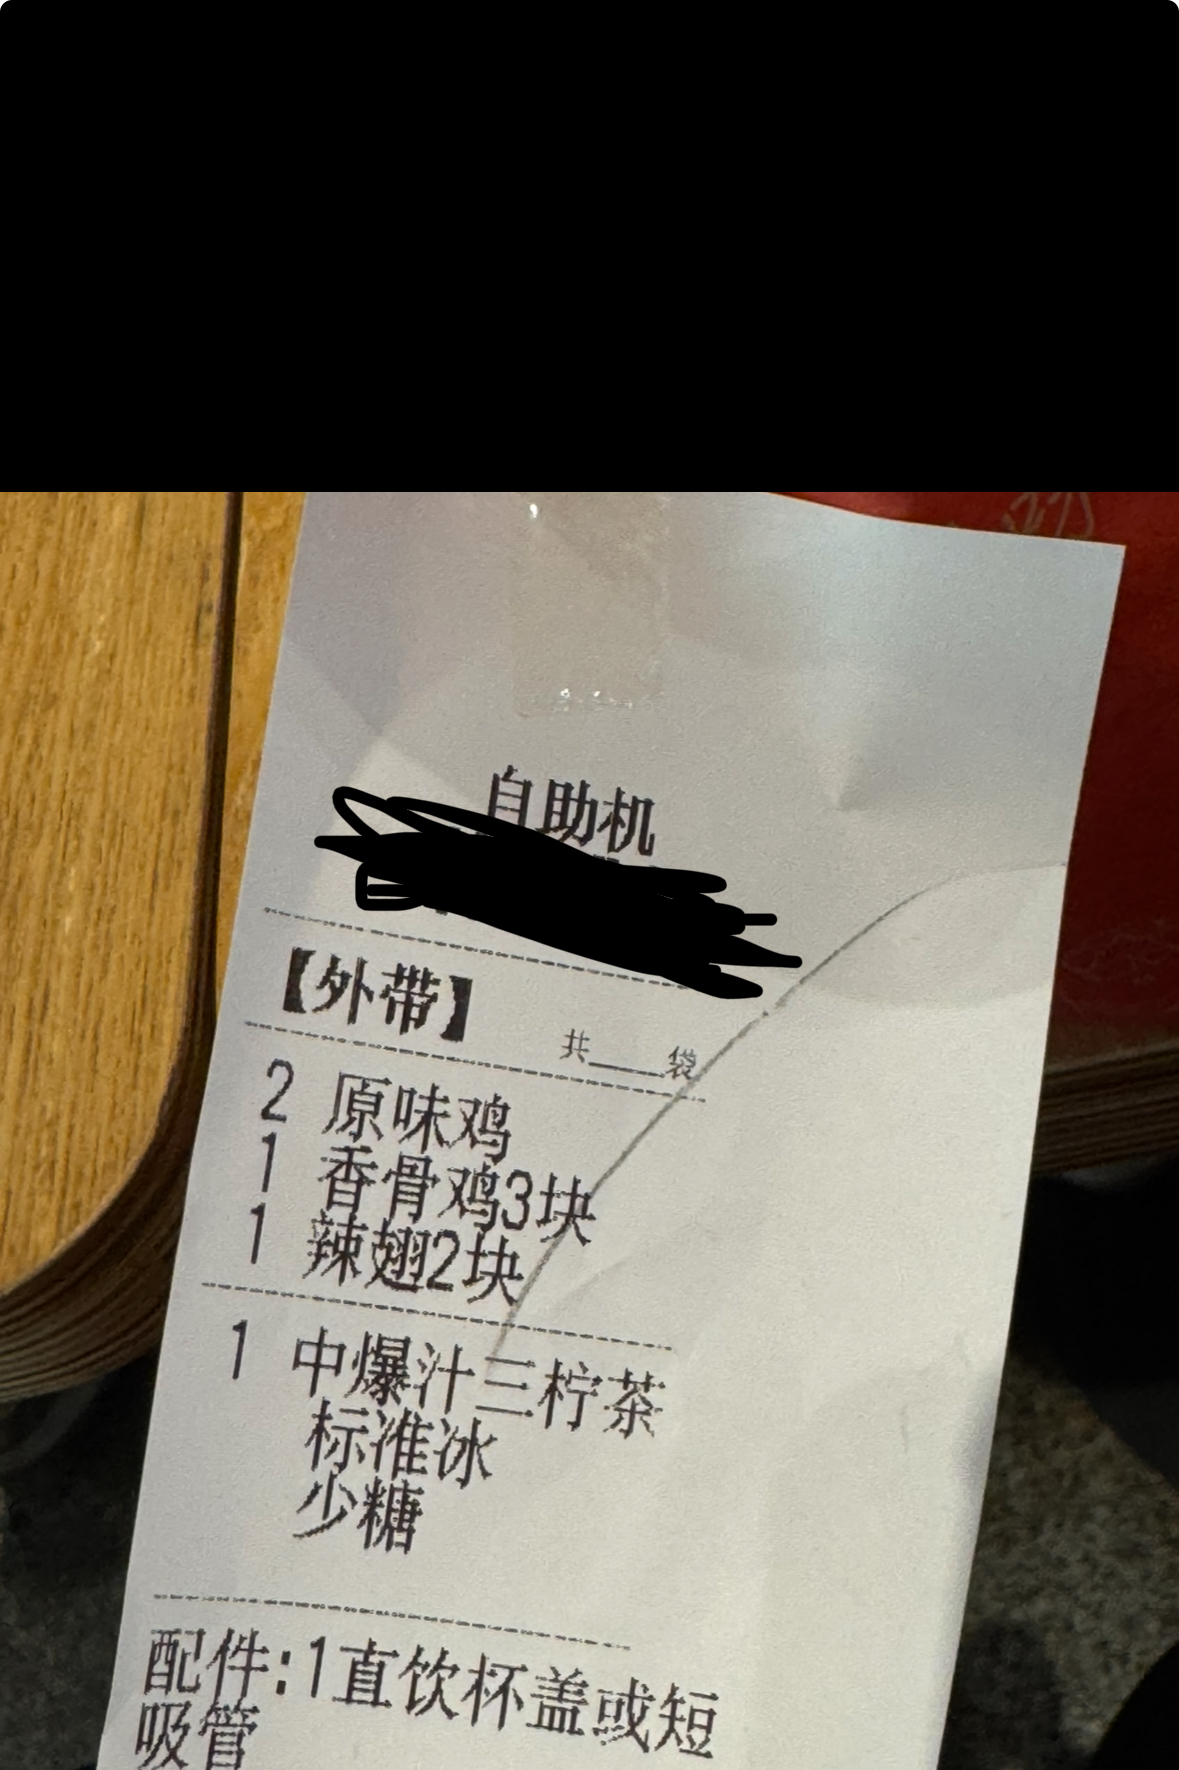 自助机
【外带】
共____袋
2 原味鸡
1 香骨鸡3块
1 辣翅2块
1 中爆汁三柠茶
标准冰
少糖
配件:1直饮杯盖或短
吸管